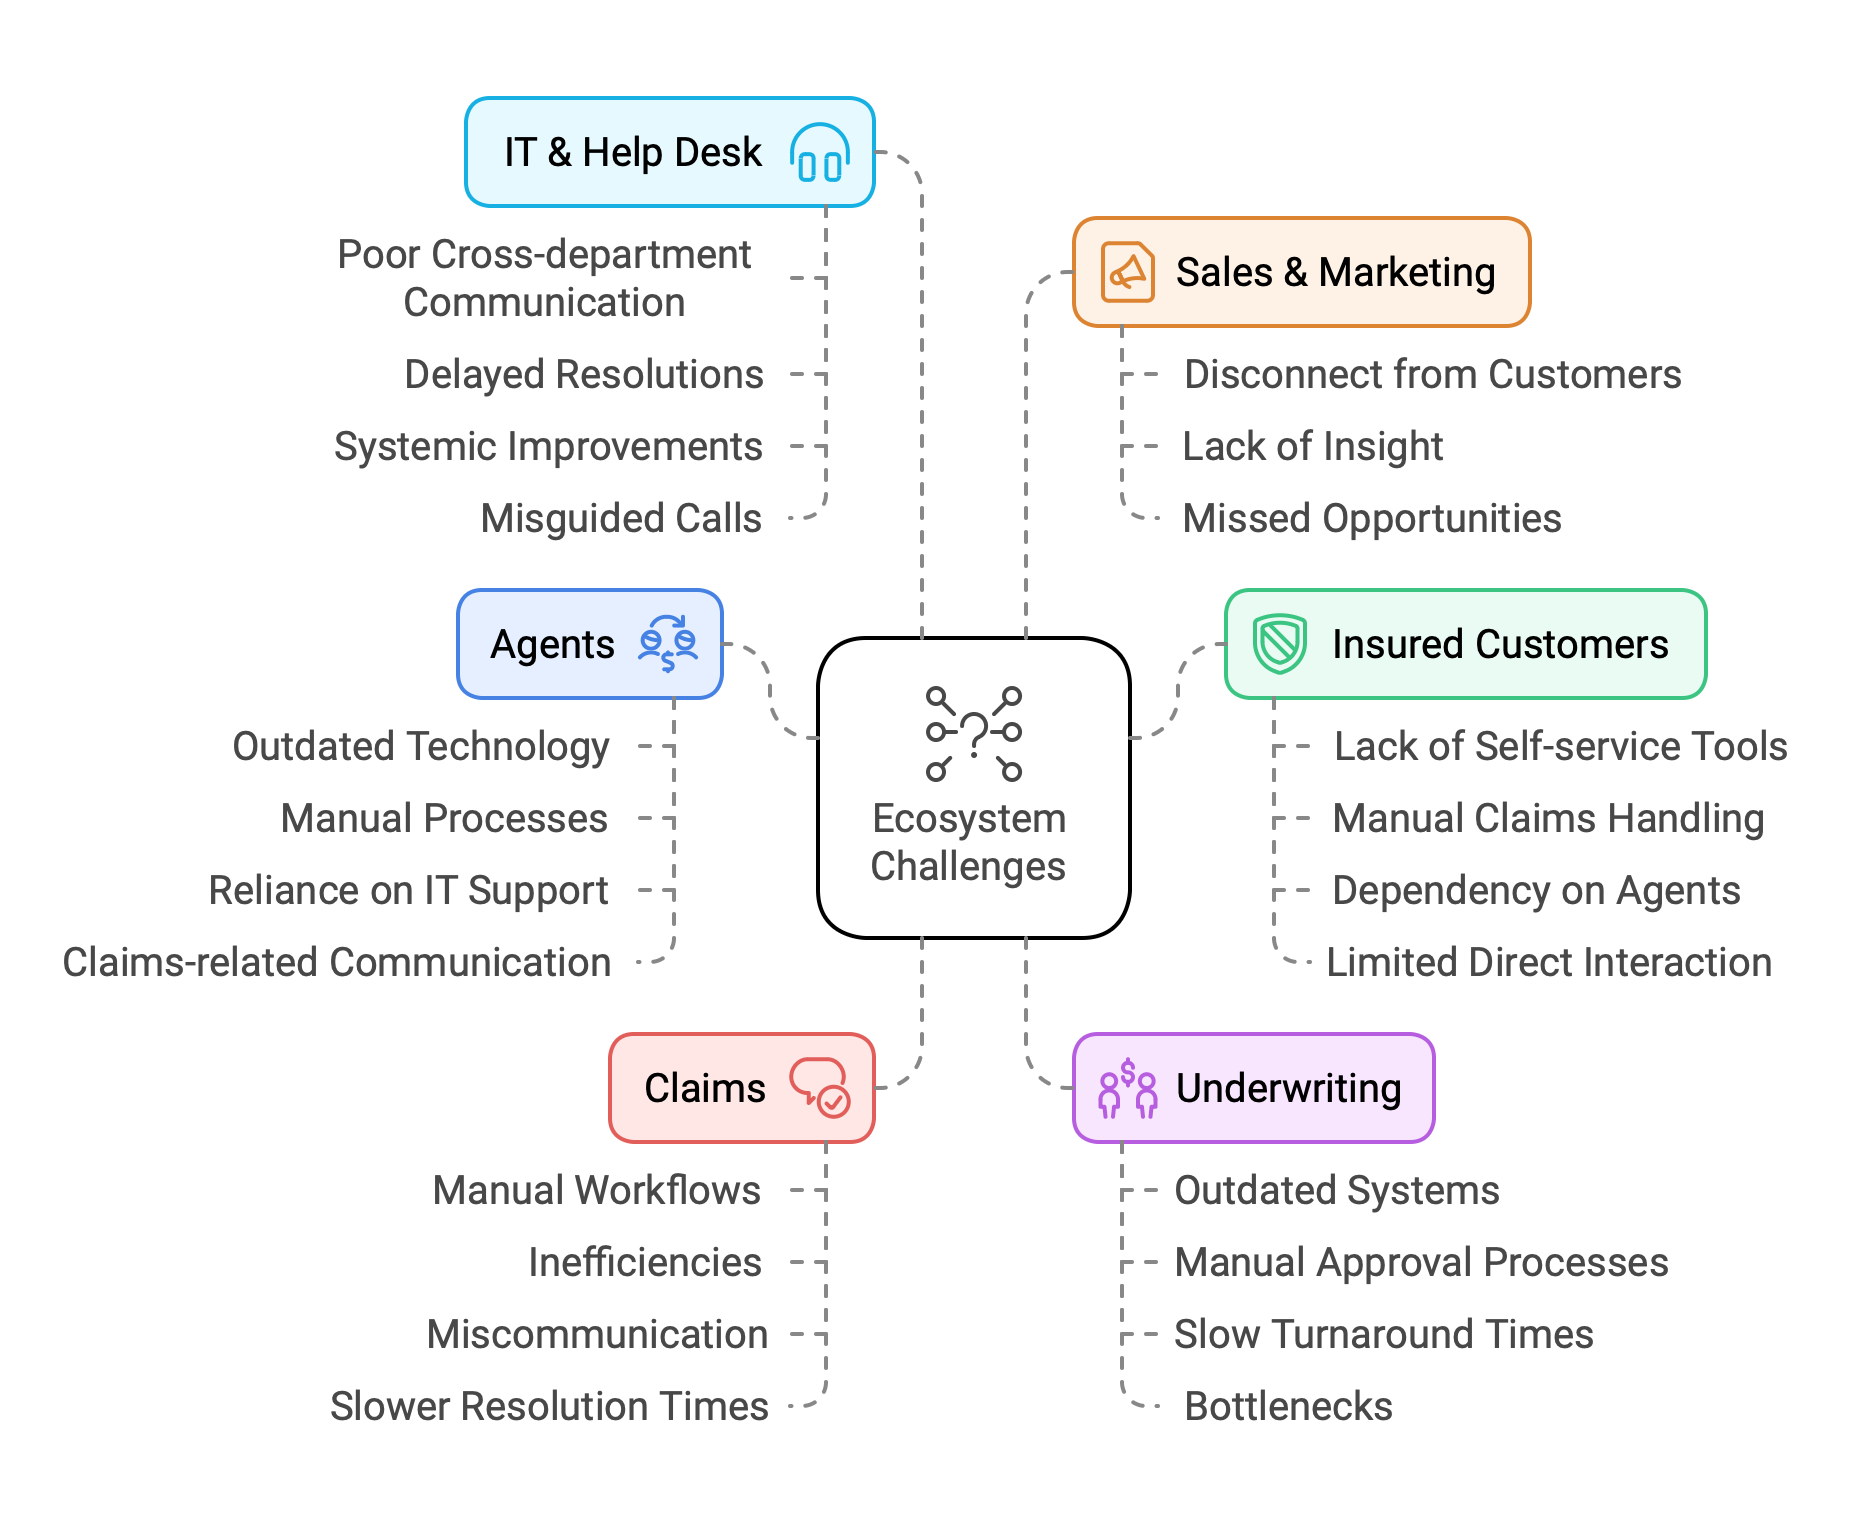 IT & Help Desk
Poor Cross-department
Communication
Delayed Resolutions
Systemic Improvements
Misguided Calls
Sales & Marketing
Disconnect from Customers
Lack of Insight
Missed Opportunities
Agents
Outdated Technology
Manual Processes
Reliance on IT Support
Claims-related Communication
Ecosystem
Challenges
Insured Customers
Lack of Self-service Tools
Manual Claims Handling
Dependency on Agents
Limited Direct Interaction
Claims
Manual Workflows
Inefficiencies
Miscommunication
Slower Resolution Times
Underwriting
Outdated Systems
Manual Approval Processes
Slow Turnaround Times
Bottlenecks